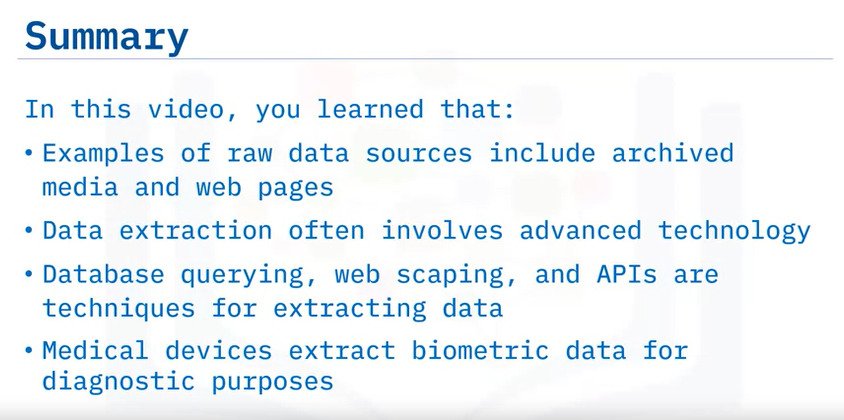 Summary
In this video, you learned that:
• Examples of raw data sources include archived
media and web pages
• Data extraction often involves advanced technology
• Database querying, web scaping, and APIs are
techniques for extracting data
• Medical devices extract biometric data for
diagnostic purposes